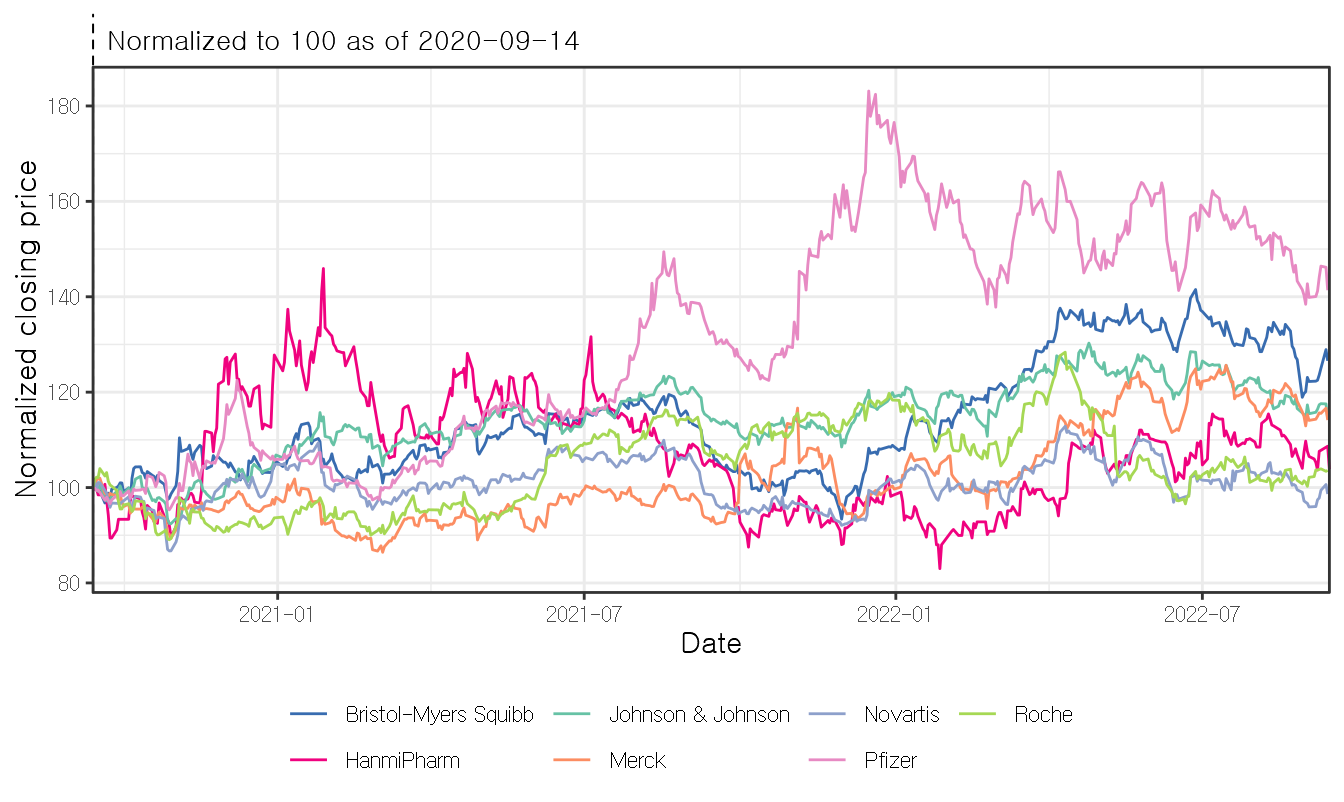 Normalized to 100 as of 2020-09-14
Normalized closing price
180
160
140
120
100
80
2021-01 2021-07 2022-01 2022-07
Date
Bristol-Myers Squibb Johnson & Johnson Novartis Roche
HanmiPharm Merck Pfizer